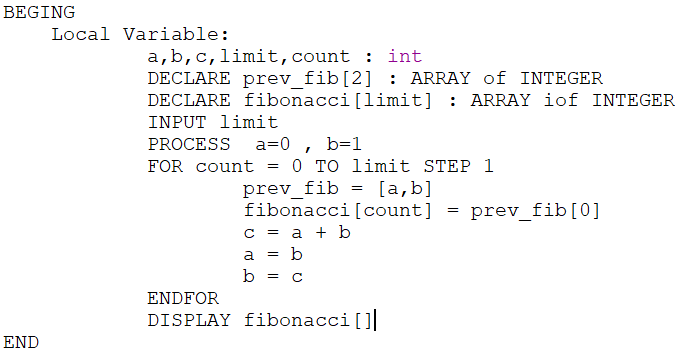 BEGING
Local Variable:
a,b,c,limit,count : int
DECLARE prev_fib[2] : ARRAY of INTEGER
DECLARE fibonacci[limit] : ARRAY iof INTEGER
INPUT limit
PROCESS  a=0 , b=1
FOR count = 0 TO limit STEP 1
prev_fib = [a,b]
fibonacci[count] = prev_fib[0]
c = a + b
a = b
b = c
ENDFOR
DISPLAY fibonacci[]
END